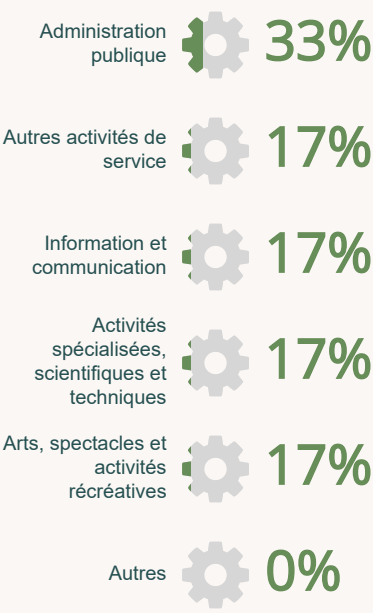 Administration
publique
33%
Autres activités de
service
17%
Information et
communication
17%
Activités
spécialisées,
scientifiques et
techniques
17%
Arts, spectacles et
activités
récréatives
17%
Autres
0%